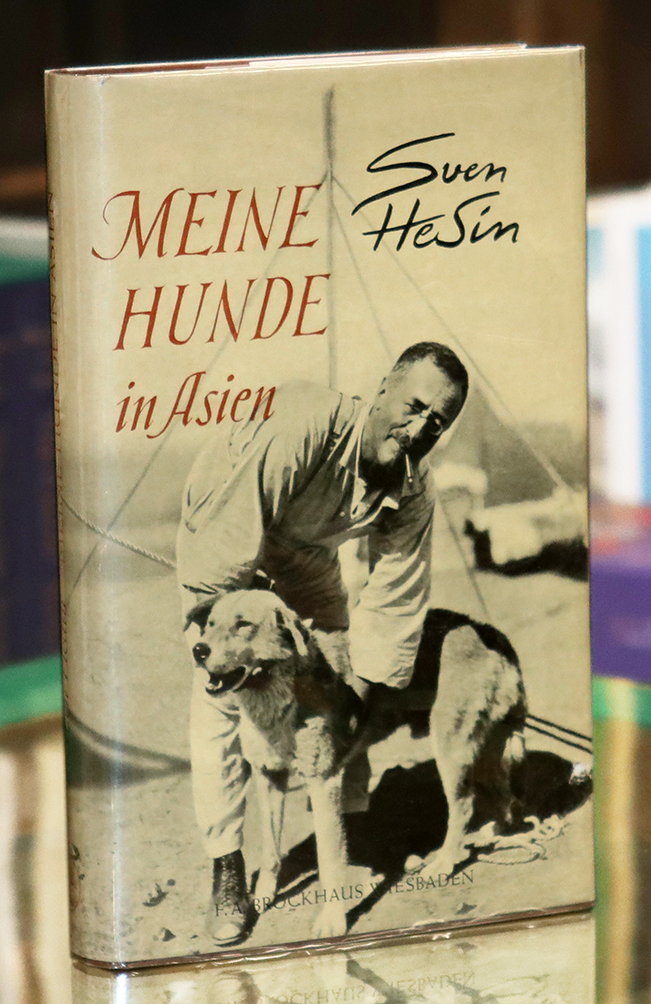 Sven
Hedin
MEINE
HUNDE
in Asien
F. A. BROCKHAUS WIESBADEN